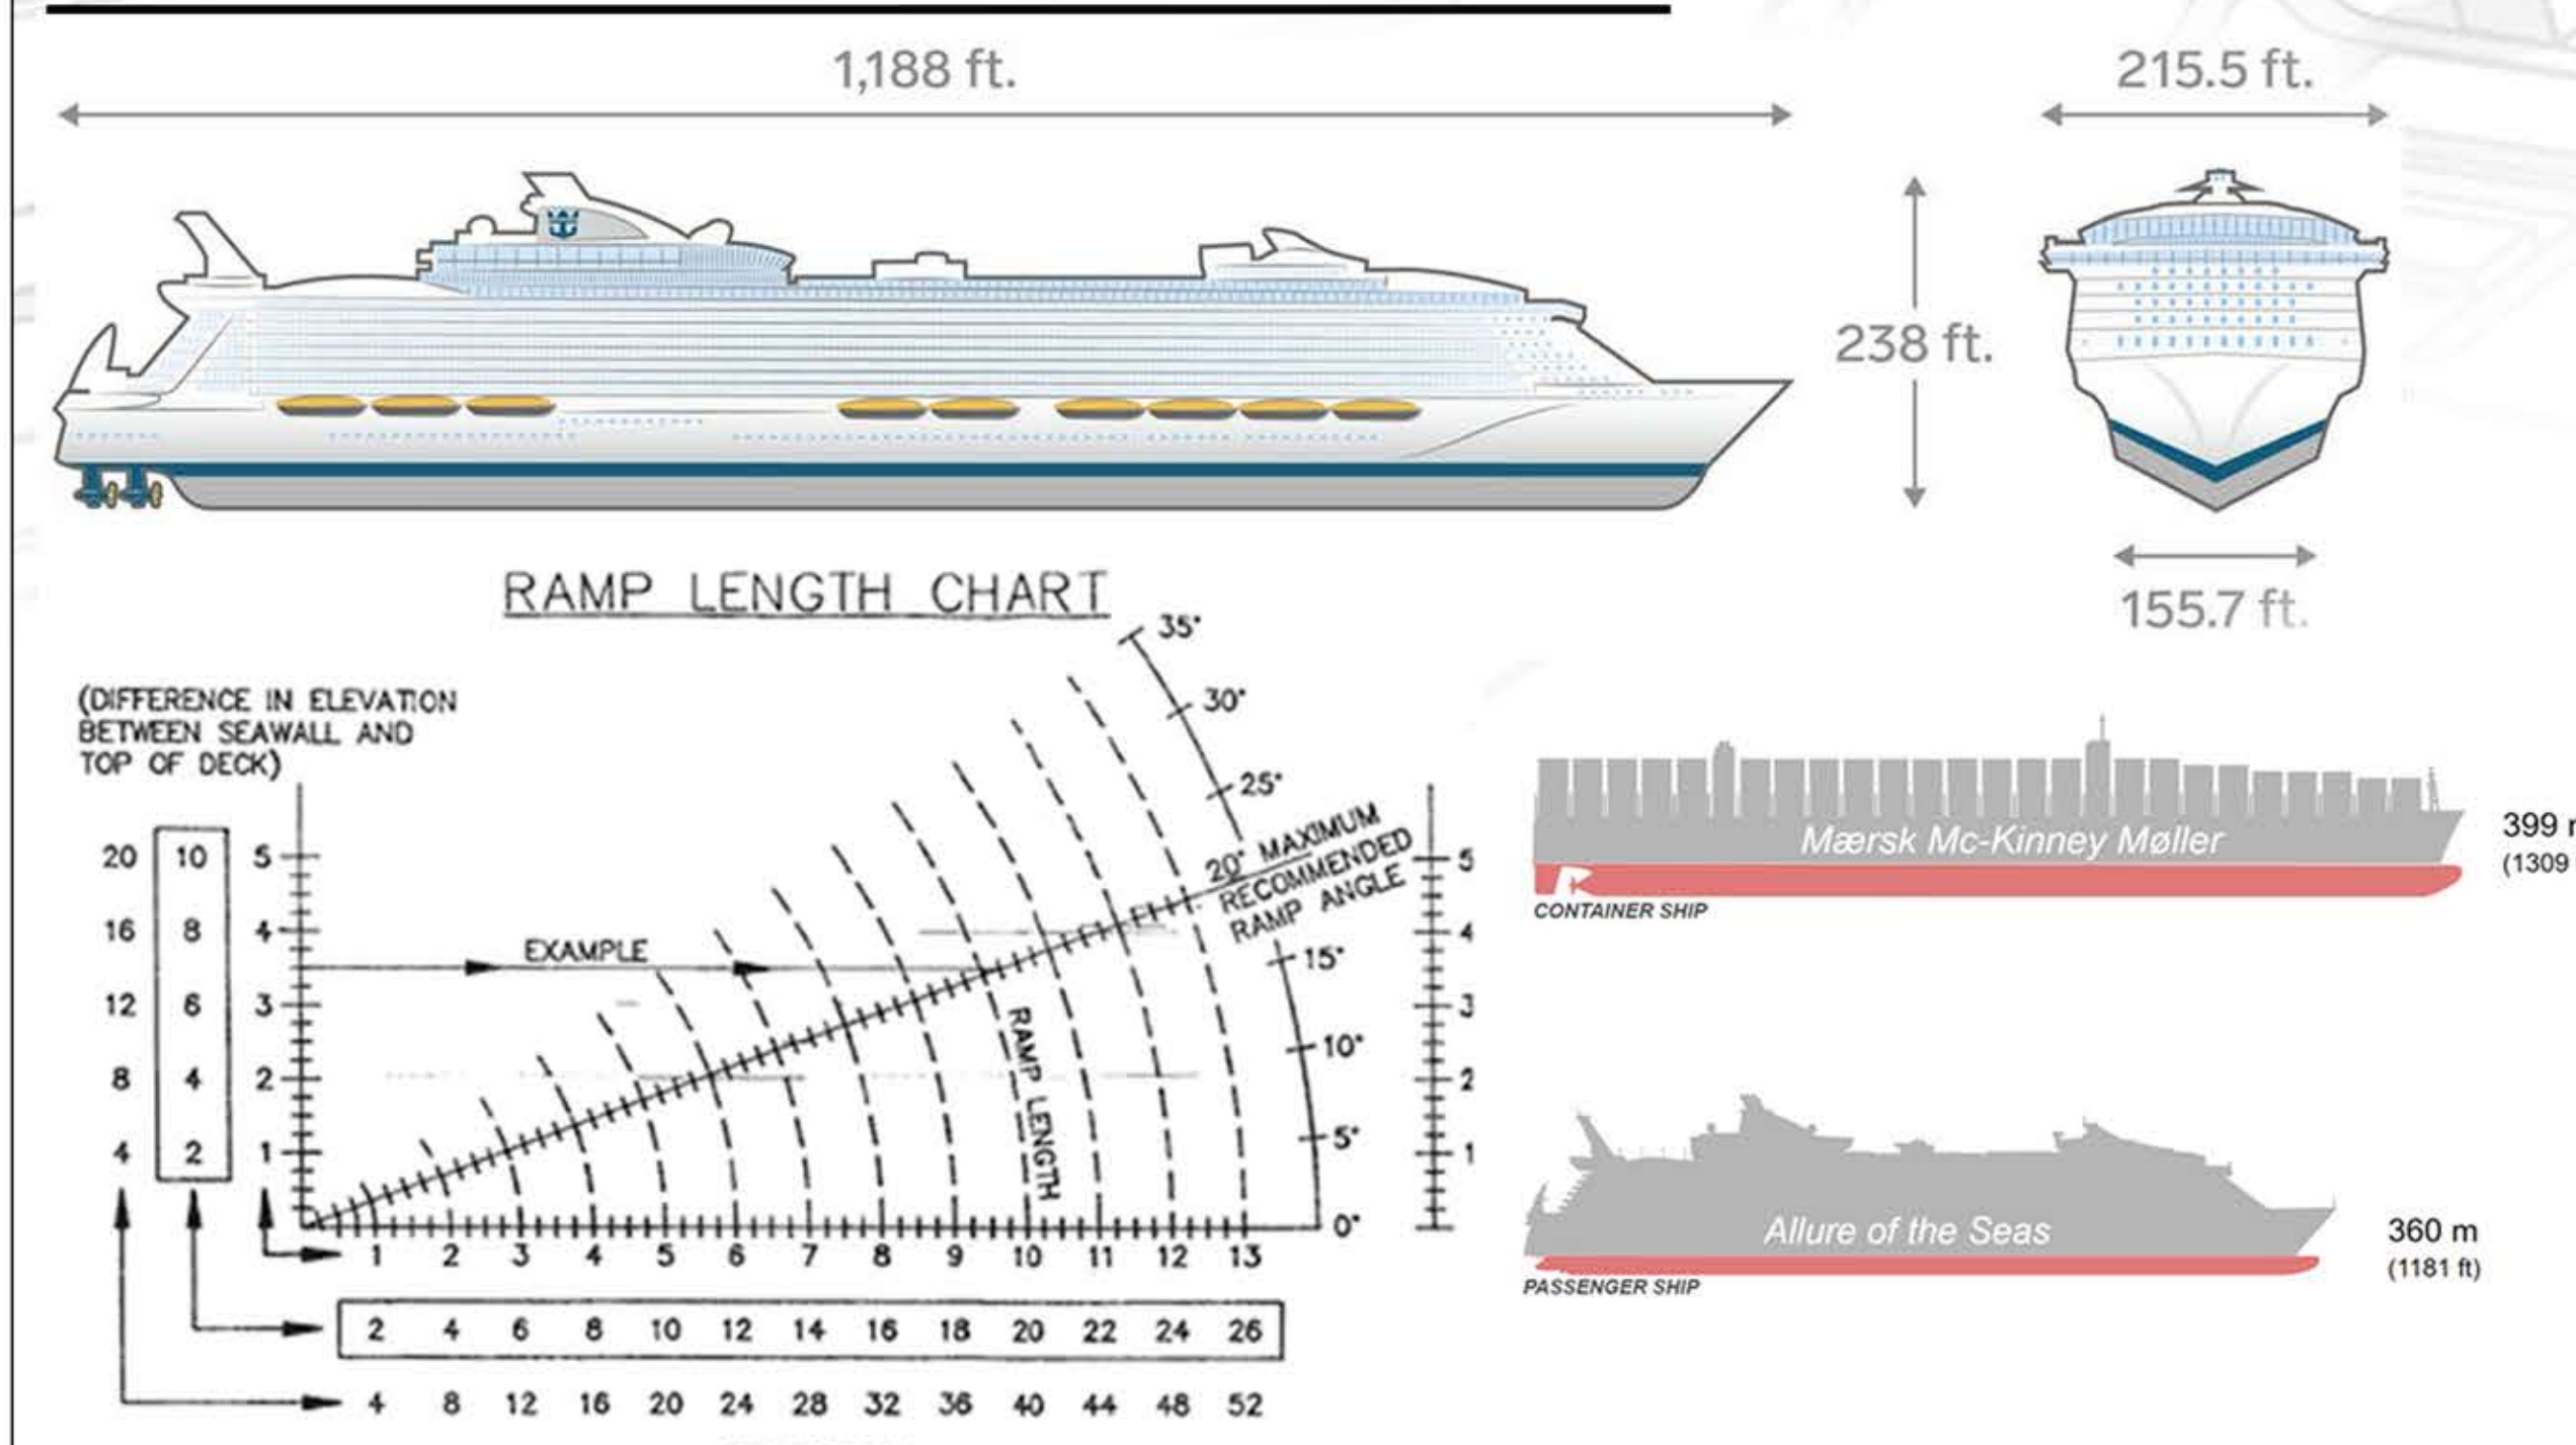 1,188 ft.
215.5 ft.
238 ft.
155.7 ft.
RAMP LENGTH CHART
(DIFFERENCE IN ELEVATION
BETWEEN SEAWALL AND
TOP OF DECK)
35°
30°
25°
20° MAXIMUM
RECOMMENDED
RAMP ANGLE
15°
10°
5°
0°
20 10 5
16 8 4
12 6 3
8 4 2
4 2 1
EXAMPLE
RAMP LENGTH
5
4
3
2
1
1 2 3 4 5 6 7 8 9 10 11 12 13
2 4 6 8 10 12 14 16 18 20 22 24 26
4 8 12 16 20 24 28 32 36 40 44 48 52
Mærsk Mc-Kinney Møller
CONTAINER SHIP
399
(1309
Allure of the Seas
PASSENGER SHIP
360 m
(1181 ft)